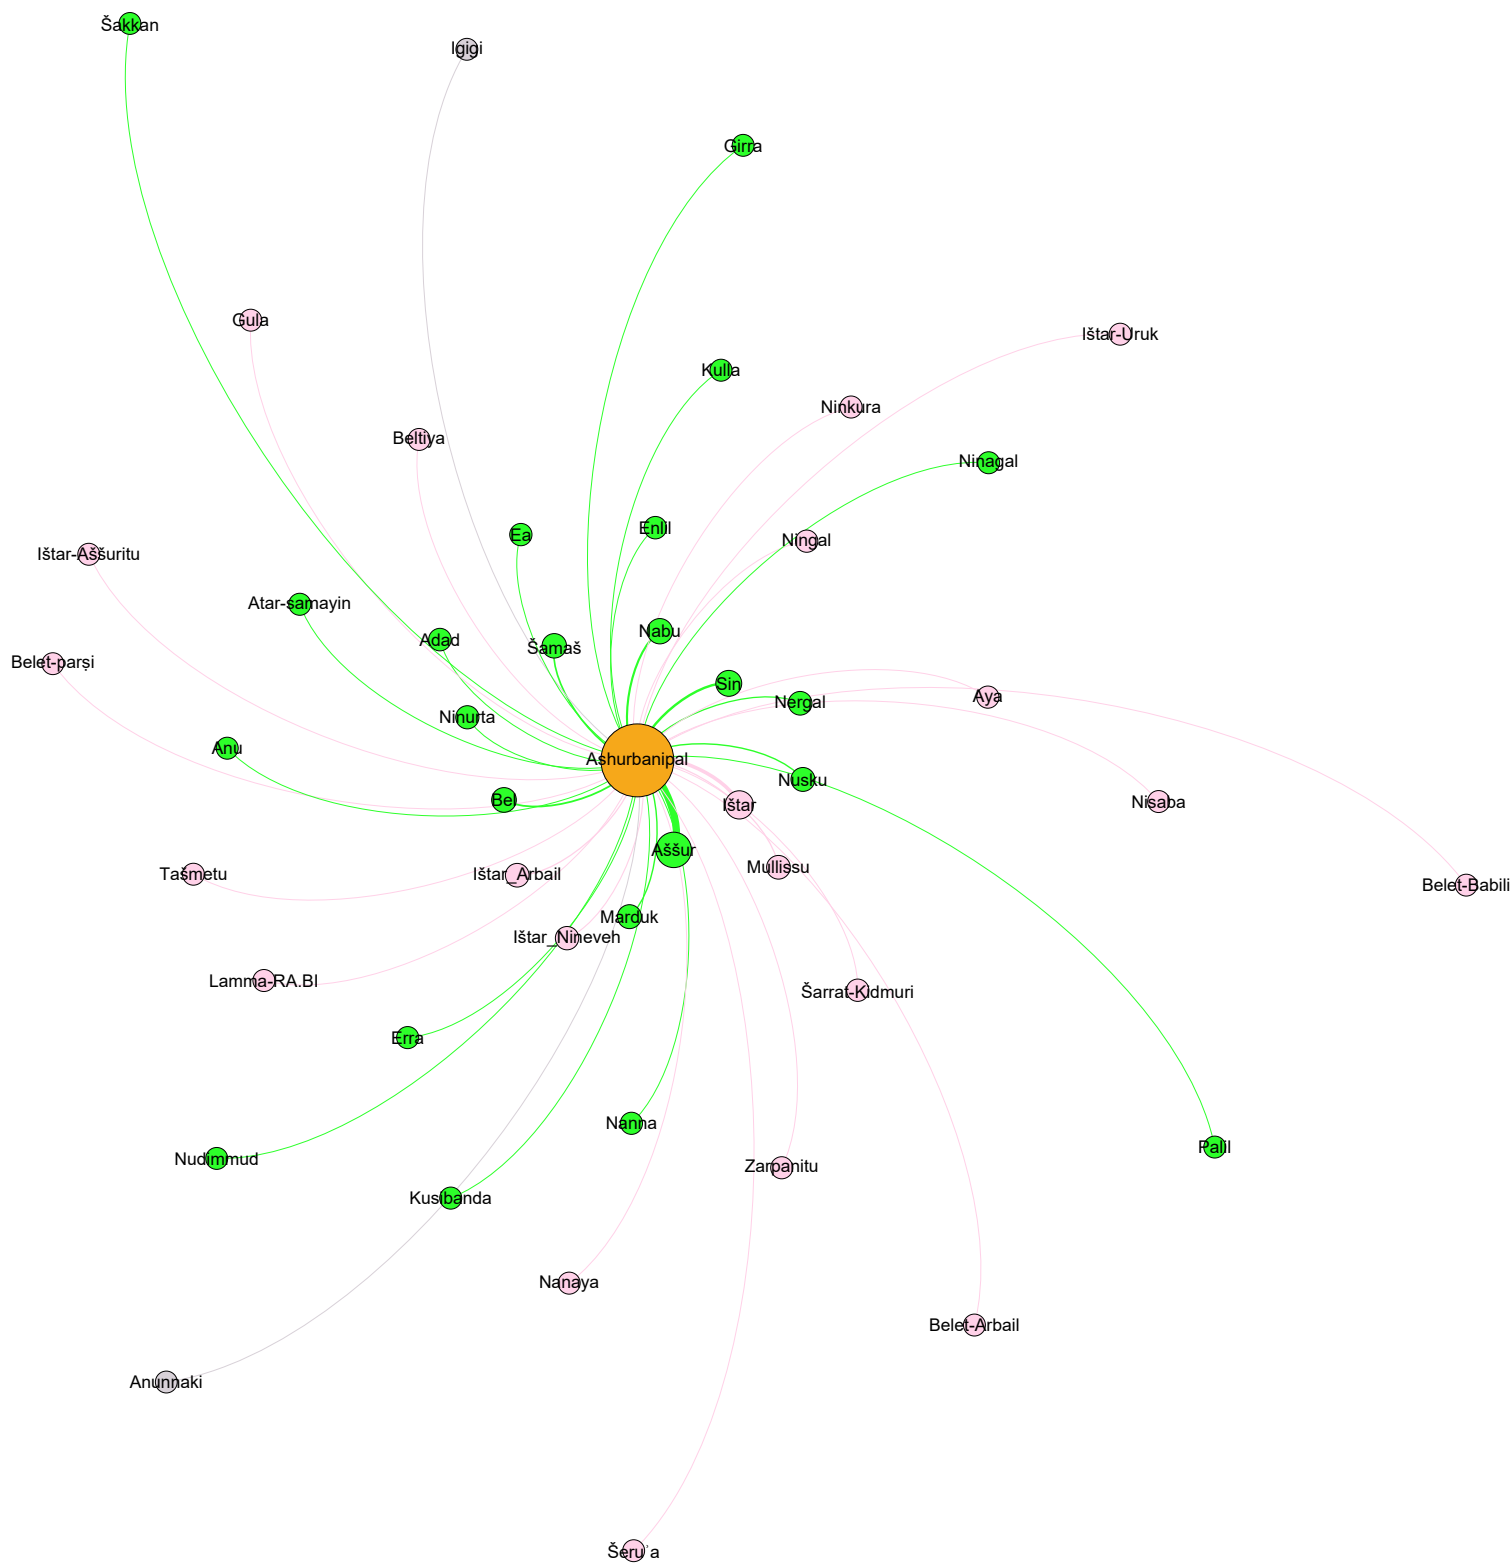 Šakkan
Igigi
Girra
Gula
Ištar-Uruk
Kulla
Ninkura
Beltiya
Ninagal
Enlil
Ea
Ningal
Ištar-Aššuritu
Atar-samayin
Nabu
Adad
Šamaš
Belet-parṣi
Sin
Aya
Nergal
Ninurta
Anu
Ashurbanipal
Nusku
Bel
Ištar
Nisaba
Aššur
Mullissu
Tašmetu
Ištar_Arbail
Belet-Babili
Marduk
Ištar_Nineveh
Lamma-RA.BI
Šarrat-Kidmuri
Erra
Nanna
Palil
Nudimmud
Zarpanitu
Kusibanda
Nanaya
Belet-Arbail
Anunnaki
Šeruʾa